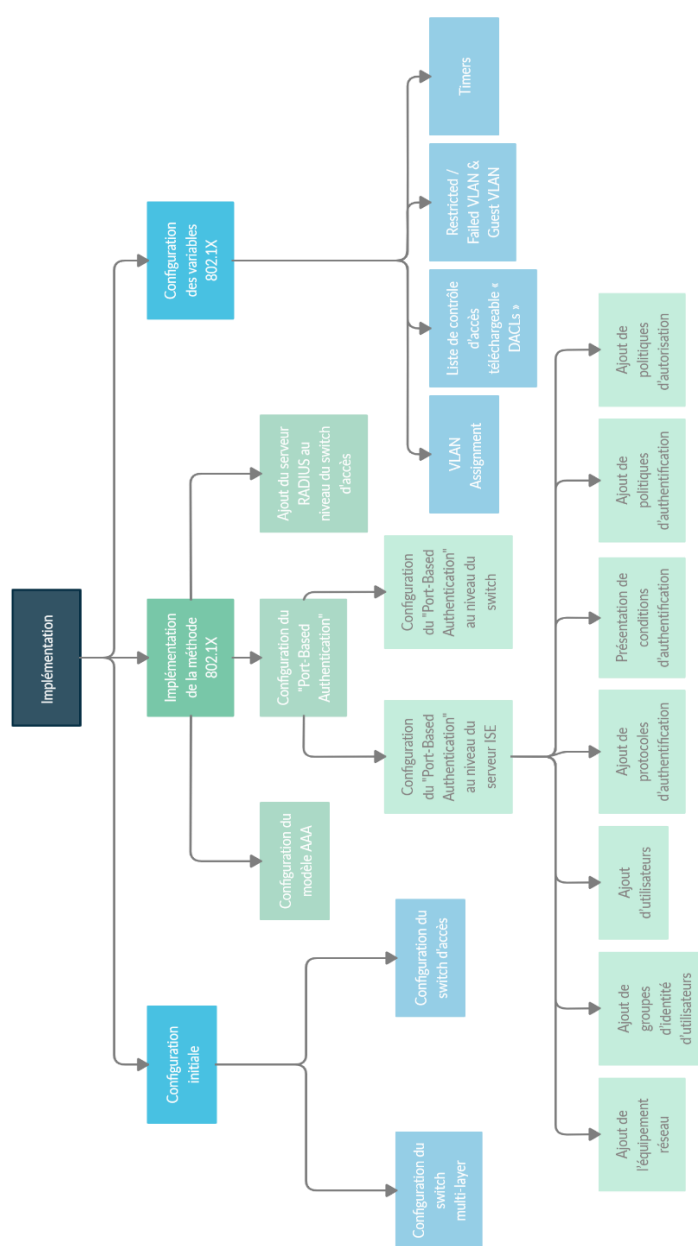 Implémentation
Configuration
initiale
Implémentation
de la méthode
802.1X
Configuration
des variables
802.1X
Configuration du
switch
multi-layer
Configuration du
switch d'accès
Configuration du
modèle AAA
Configuration du
"Port-Based
Authentication"
Ajout du serveur
RADIUS au
niveau du switch
d'accès
Configuration
du "Port-Based
Authentication"
au niveau du
serveur ISE
Configuration
du "Port-Based
Authentication"
au niveau du
switch
VLAN
Assignment
Liste de contrôle
d'accès
téléchargeable «
DACLs »
Restricted /
Failed VLAN &
Guest VLAN
Timers
Ajout de
l'équipement
réseau
Ajout de
groupes
d'identité
d'utilisateurs
Ajout
d'utilisateurs
Ajout de
protocoles
d'authentification
Présentation de
conditions
d'authentification
Ajout de
politiques
d'authentification
Ajout de
politiques
d'autorisation